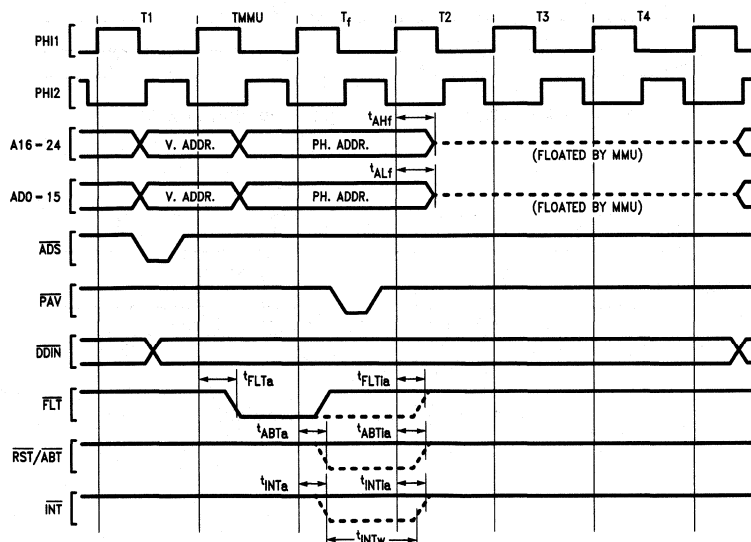 T1 TMMU Tf T2 T3 T4
PHI1
PHI2
tAHf
A16-24 V. ADDR. PH. ADDR. (FLOATED BY MMU)
tALf
AD0-15 V. ADDR. PH. ADDR. (FLOATED BY MMU)
ADS
PAV
DDIN
tFLTa tFLTia
FLT
tABTa tABTia
RST/ABT
tINTa tINTia
INT
tINTw